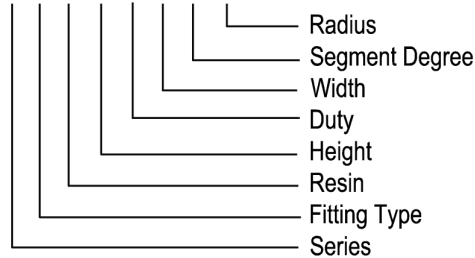 Radius
Segment Degree
Width
Duty
Height
Resin
Fitting Type
Series